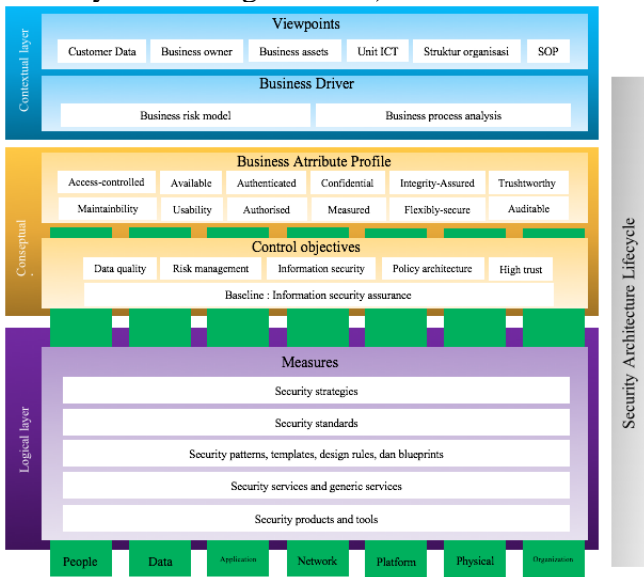 Viewpoints
Customer Data
Business owner
Business assets
Unit ICT
Struktur organisasi
SOP
Business Driver
Business risk model
Business process analysis
Contextual layer
Business Atrribute Profile
Access-controlled
Available
Authenticated
Confidential
Integrity-Assured
Trushtworthy
Maintainbility
Usability
Authorised
Measured
Flexibly-secure
Auditable
Control objectives
Data quality
Risk management
Information security
Policy architecture
High trust
Baseline : Information security assurance
Conseptual
Measures
Security strategies
Security standards
Security patterns, templates, design rules, dan blueprints
Security services and generic services
Security products and tools
Logical layer
People
Data
Application
Network
Platform
Physical
Organization
Security Architecture Lifecycle